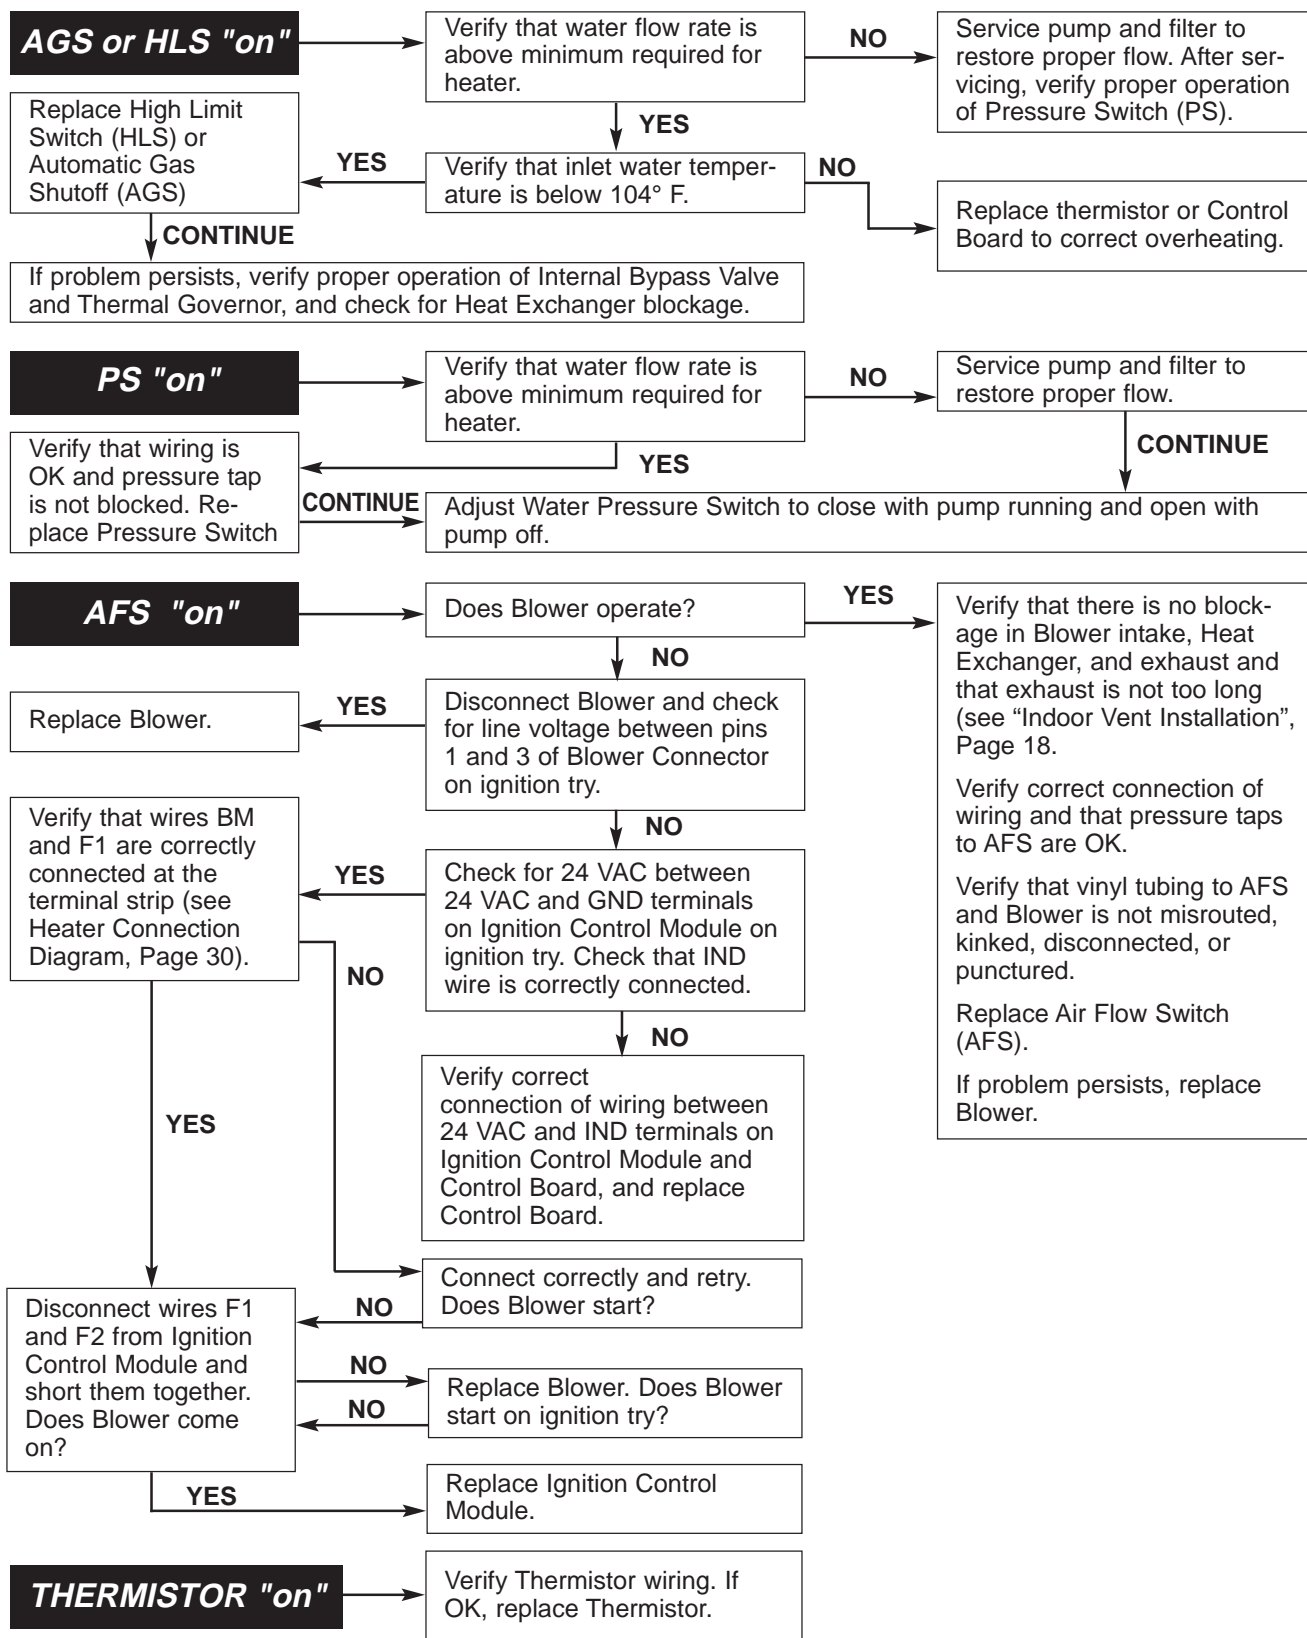 AGS or HLS "on"
Verify that water flow rate is
above minimum required for
heater.
NO
Service pump and filter to
restore proper flow. After ser-
vicing, verify proper operation
of Pressure Switch (PS).
YES
Replace High Limit
Switch (HLS) or
Automatic Gas
Shutoff (AGS)
YES
Verify that inlet water temper-
ature is below 104° F.
NO
Replace thermistor or Control
Board to correct overheating.
CONTINUE
If problem persists, verify proper operation of Internal Bypass Valve
and Thermal Governor, and check for Heat Exchanger blockage.
PS "on"
Verify that water flow rate is
above minimum required for
heater.
NO
Service pump and filter to
restore proper flow.
CONTINUE
YES
Verify that wiring is
OK and pressure tap
is not blocked. Re-
place Pressure Switch
CONTINUE
Adjust Water Pressure Switch to close with pump running and open with
pump off.
AFS "on"
Does Blower operate?
YES
Verify that there is no block-
age in Blower intake, Heat
Exchanger, and exhaust and
that exhaust is not too long
(see “Indoor Vent Installation”,
Page 18.
Verify correct connection of
wiring and that pressure taps
to AFS are OK.
Verify that vinyl tubing to AFS
and Blower is not misrouted,
kinked, disconnected, or
punctured.
Replace Air Flow Switch
(AFS).
If problem persists, replace
Blower.
NO
Replace Blower.
YES
Disconnect Blower and check
for line voltage between pins
1 and 3 of Blower Connector
on ignition try.
NO
Verify that wires BM
and F1 are correctly
connected at the
terminal strip (see
Heater Connection
Diagram, Page 30).
YES
Check for 24 VAC between
24 VAC and GND terminals
on Ignition Control Module on
ignition try. Check that IND
wire is correctly connected.
NO
NO
Verify correct
connection of wiring between
24 VAC and IND terminals on
Ignition Control Module and
Control Board, and replace
Control Board.
YES
Connect correctly and retry.
Does Blower start?
NO
Disconnect wires F1
and F2 from Ignition
Control Module and
short them together.
Does Blower come
on?
NO
NO
Replace Blower. Does Blower
start on ignition try?
YES
Replace Ignition Control
Module.
THERMISTOR "on"
Verify Thermistor wiring. If
OK, replace Thermistor.